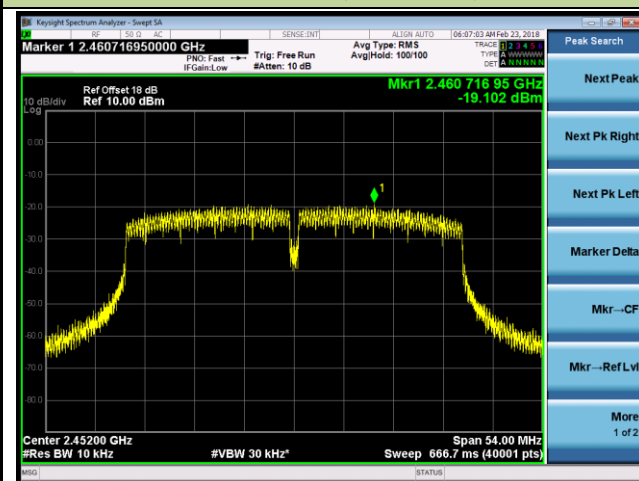 Keysight Spectrum Analyzer - Swept SA
RF 50 Ω AC SENSE:INT ALIGN AUTO 06:07:03 AM Feb 23, 2018
Marker 1 2.460716950000 GHz
PNO: Fast
IFGain:Low
Trig: Free Run
#Atten: 10 dB
Avg Type: RMS
Avg|Hold: 100/100
TRACE 1 2 3 4 5 6
TYPE A WWWWW
DET A NNNNN
Peak Search
Ref Offset 18 dB
10 dB/div Ref 10.00 dBm
Log
Mkr1 2.460 716 95 GHz
-19.102 dBm
1
0.00
-10.0
-20.0
-30.0
-40.0
-50.0
-60.0
-70.0
-80.0
Center 2.45200 GHz Span 54.00 MHz
#Res BW 10 kHz #VBW 30 kHz* Sweep 666.7 ms (40001 pts)
MSG STATUS
Next Peak
Next Pk Right
Next Pk Left
Marker Delta
Mkr→CF
Mkr→Ref Lvl
More
1 of 2